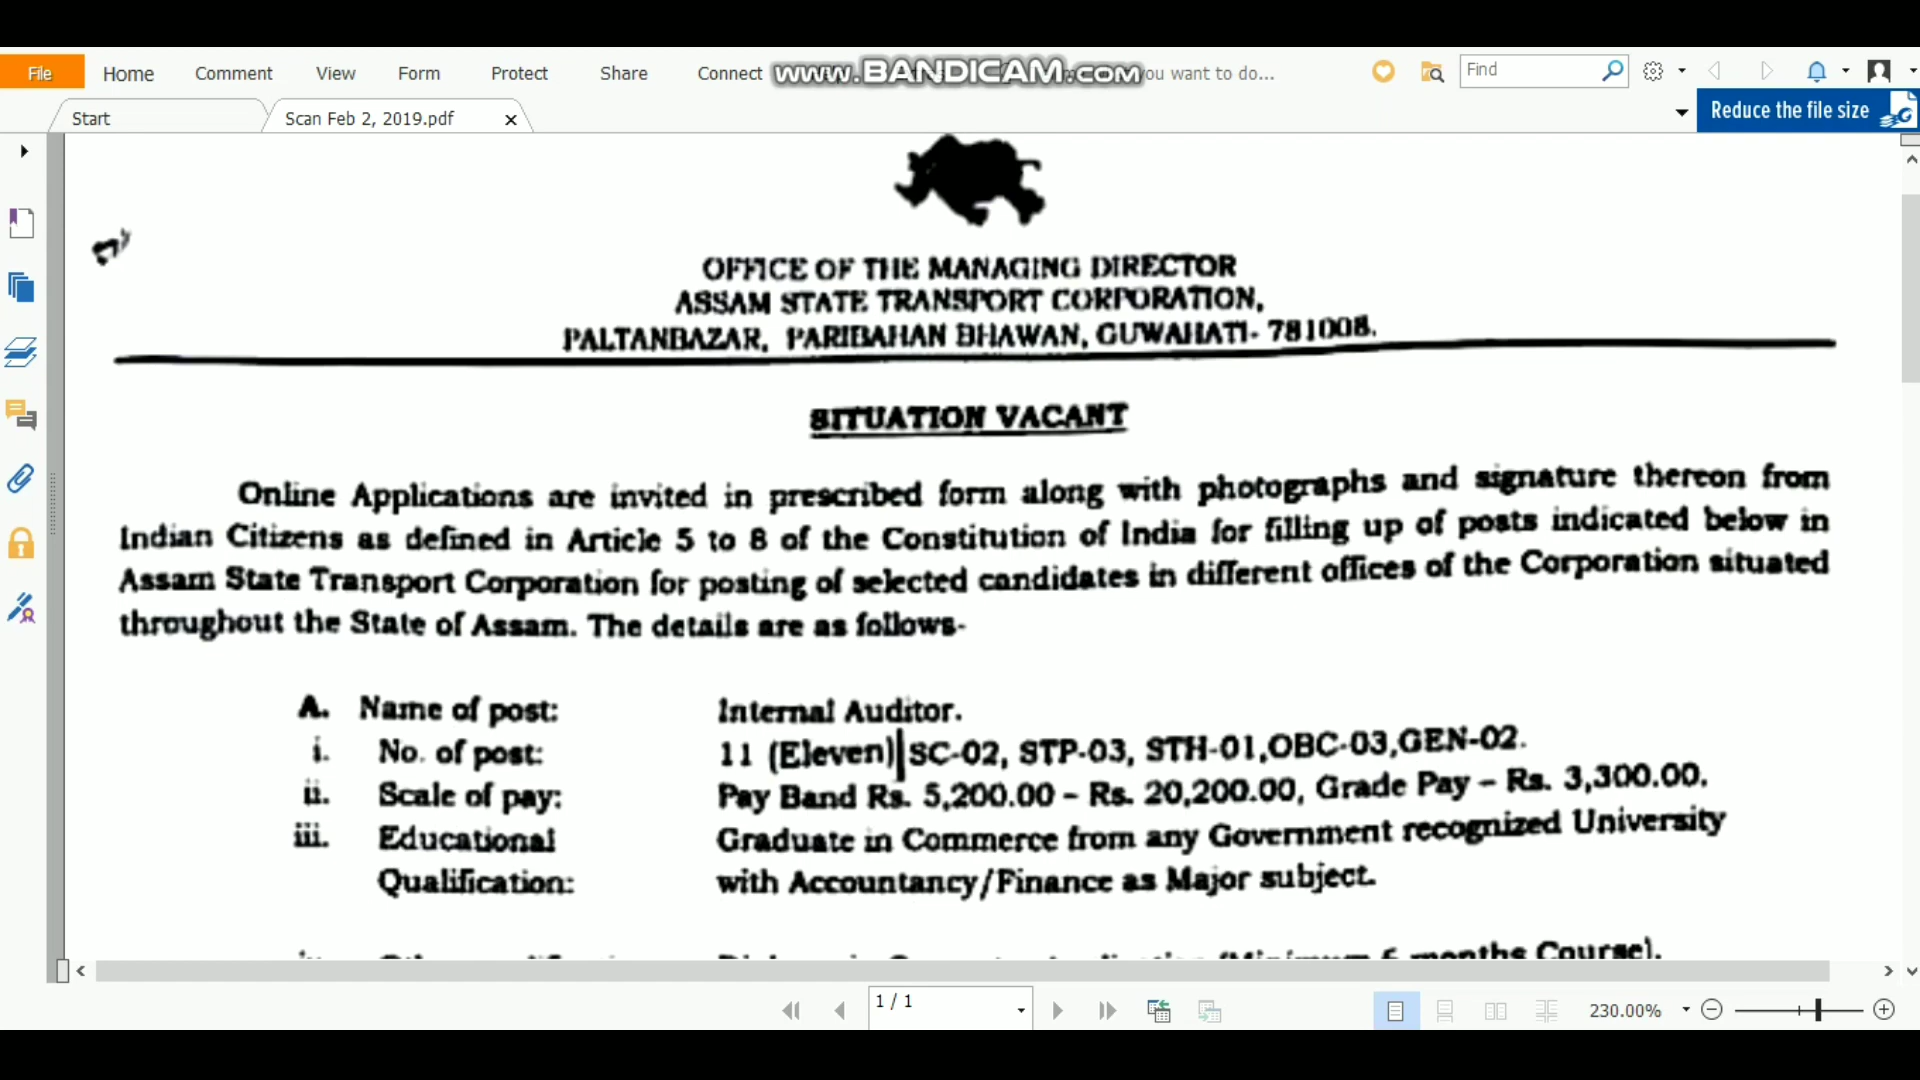 www.BANDICAM.com
File Home Comment View Form Protect Share Connect you want to do... Find
Start Scan Feb 2, 2019.pdf Reduce the file size
OFFICE OF THE MANAGING DIRECTOR
ASSAM STATE TRANSPORT CORPORATION,
PALTANBAZAR, PARIBAHAN BHAWAN, GUWAHATI- 781008.
SITUATION VACANT
Online Applications are invited in prescribed form along with photographs and signature thereon from
Indian Citizens as defined in Article 5 to 8 of the Constitution of India for filling up of posts indicated below in
Assam State Transport Corporation for posting of selected candidates in different offices of the Corporation situated
throughout the State of Assam. The details are as follows-
A. Name of post: Internal Auditor.
i. No. of post: 11 (Eleven) SC-02, STP-03, STH-01,OBC-03,GEN-02.
ii. Scale of pay: Pay Band Rs. 5,200.00 – Rs. 20,200.00, Grade Pay – Rs. 3,300.00.
iii. Educational Graduate in Commerce from any Government recognized University
Qualification: with Accountancy/Finance as Major subject.
(Minimum 6 months Course).
1 / 1 230.00%